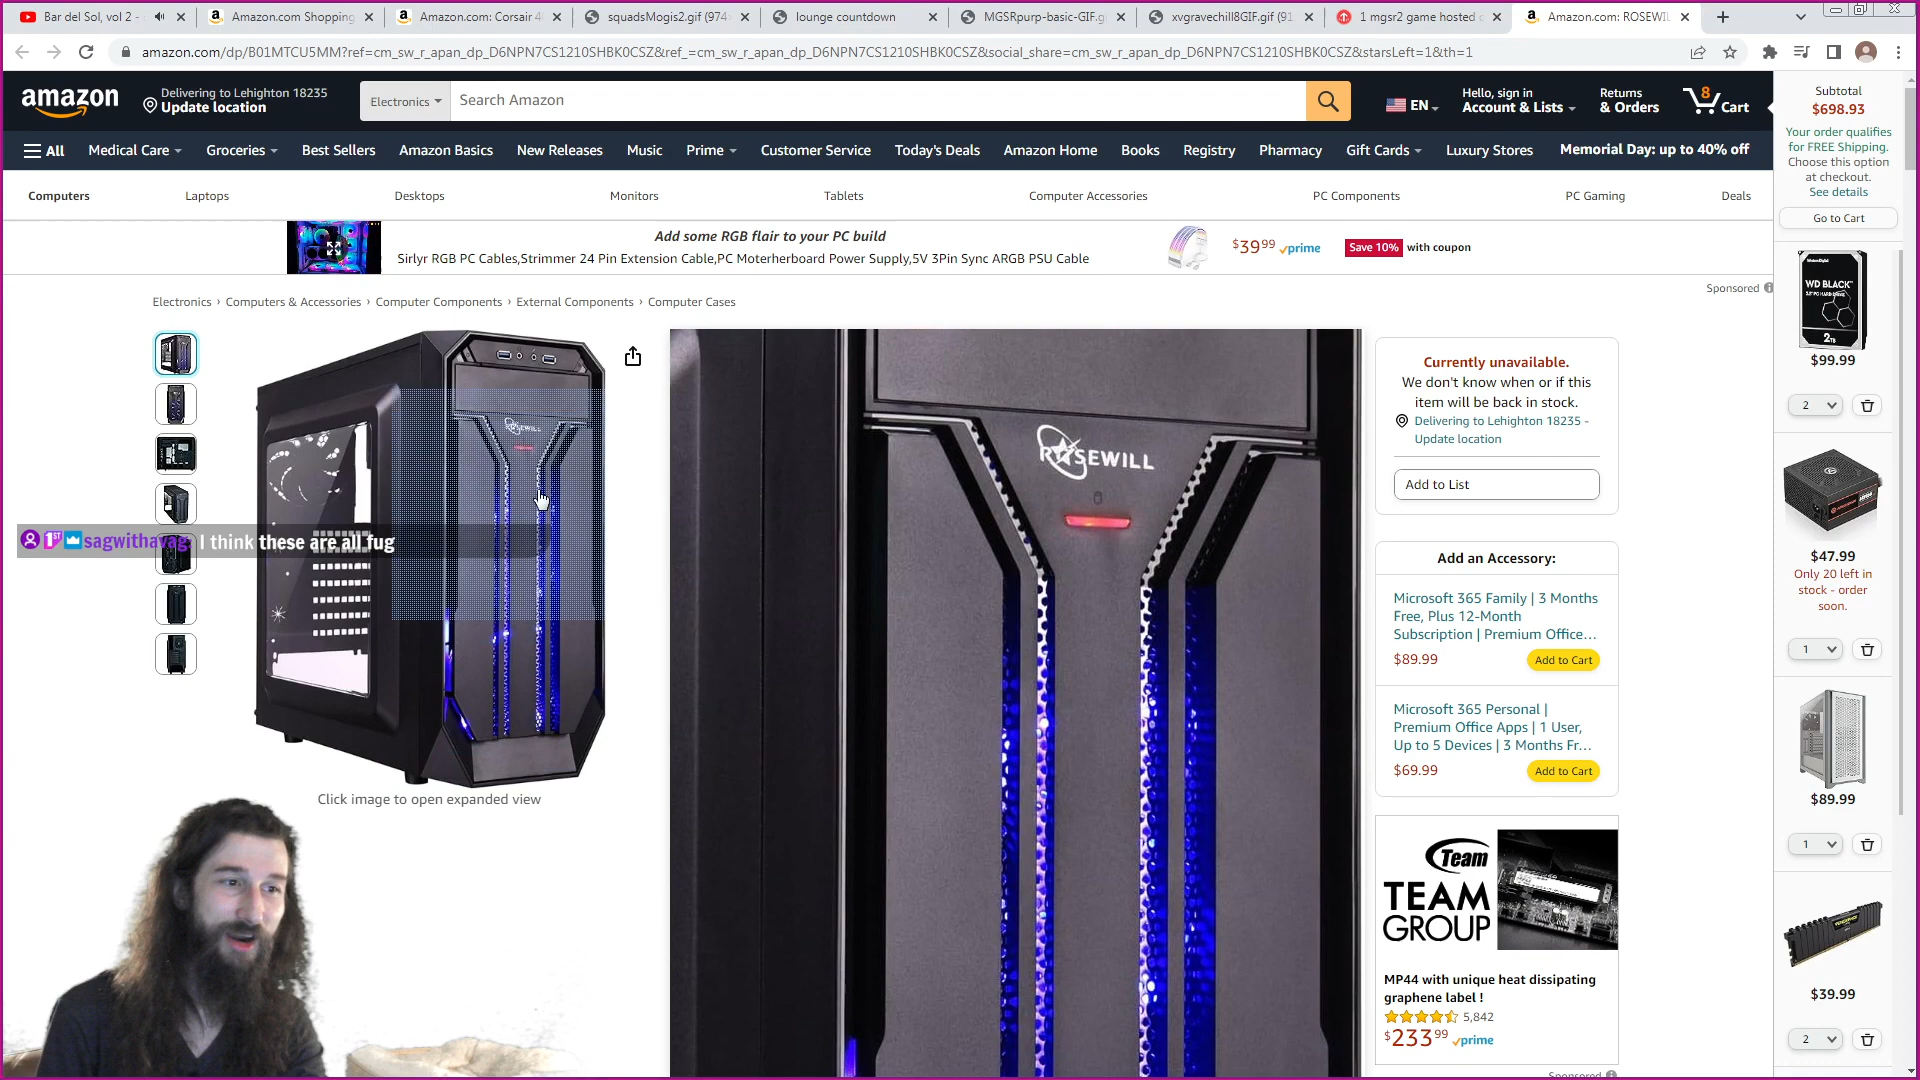 Bar del Sol, vol 2 -
Amazon.com Shopping
Amazon.com: Corsair 4
squadsMogis2.gif (974×
lounge countdown
MGSRpurp-basic-GIF.g
xvgravechill8GIF.gif (91
1 mgsr2 game hosted
Amazon.com: ROSEWIL
amazon.com/dp/B01MTCU5MM?ref=cm_sw_r_apan_dp_D6NPN7CS1210SHBK0CSZ&ref_=cm_sw_r_apan_dp_D6NPN7CS1210SHBK0CSZ&social_share=cm_sw_r_apan_dp_D6NPN7CS1210SHBK0CSZ&starsLeft=1&th=1
amazon
Delivering to Lehighton 18235
Update location
Electronics
Search Amazon
EN
Hello, sign in
Account & Lists
Returns
& Orders
8
Cart
All
Medical Care
Groceries
Best Sellers
Amazon Basics
New Releases
Music
Prime
Customer Service
Today's Deals
Amazon Home
Books
Registry
Pharmacy
Gift Cards
Luxury Stores
Memorial Day: up to 40% off
Computers
Laptops
Desktops
Monitors
Tablets
Computer Accessories
PC Components
PC Gaming
Deals
Add some RGB flair to your PC build
Sirlyr RGB PC Cables,Strimmer 24 Pin Extension Cable,PC Moterherboard Power Supply,5V 3Pin Sync ARGB PSU Cable
$39 99 prime
Save 10% with coupon
Sponsored
Electronics › Computers & Accessories › Computer Components › External Components › Computer Cases
ROSEWILL
ROSEWILL
1ST sagwithavag: I think these are all fug
Click image to open expanded view
Currently unavailable.
We don't know when or if this
item will be back in stock.
Delivering to Lehighton 18235 -
Update location
Add to List
Add an Accessory:
Microsoft 365 Family | 3 Months
Free, Plus 12-Month
Subscription | Premium Office...
$89.99
Add to Cart
Microsoft 365 Personal |
Premium Office Apps | 1 User,
Up to 5 Devices | 3 Months Fr...
$69.99
Add to Cart
Team
TEAM
GROUP
MP44 with unique heat dissipating
graphene label !
5,842
$233 99 prime
Sponsored
Subtotal
$698.93
Your order qualifies
for FREE Shipping.
Choose this option
at checkout.
See details
Go to Cart
WD BLACK
2TB
$99.99
2
$47.99
Only 20 left in
stock - order
soon.
1
$89.99
1
$39.99
2